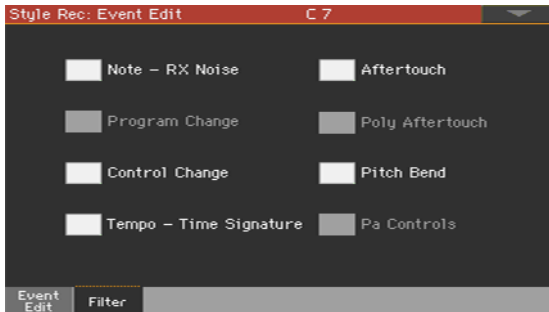 Style Rec: Event Edit C 7
Note – RX Noise Aftertouch
Program Change Poly Aftertouch
Control Change Pitch Bend
Tempo – Time Signature Pa Controls
Event Edit Filter